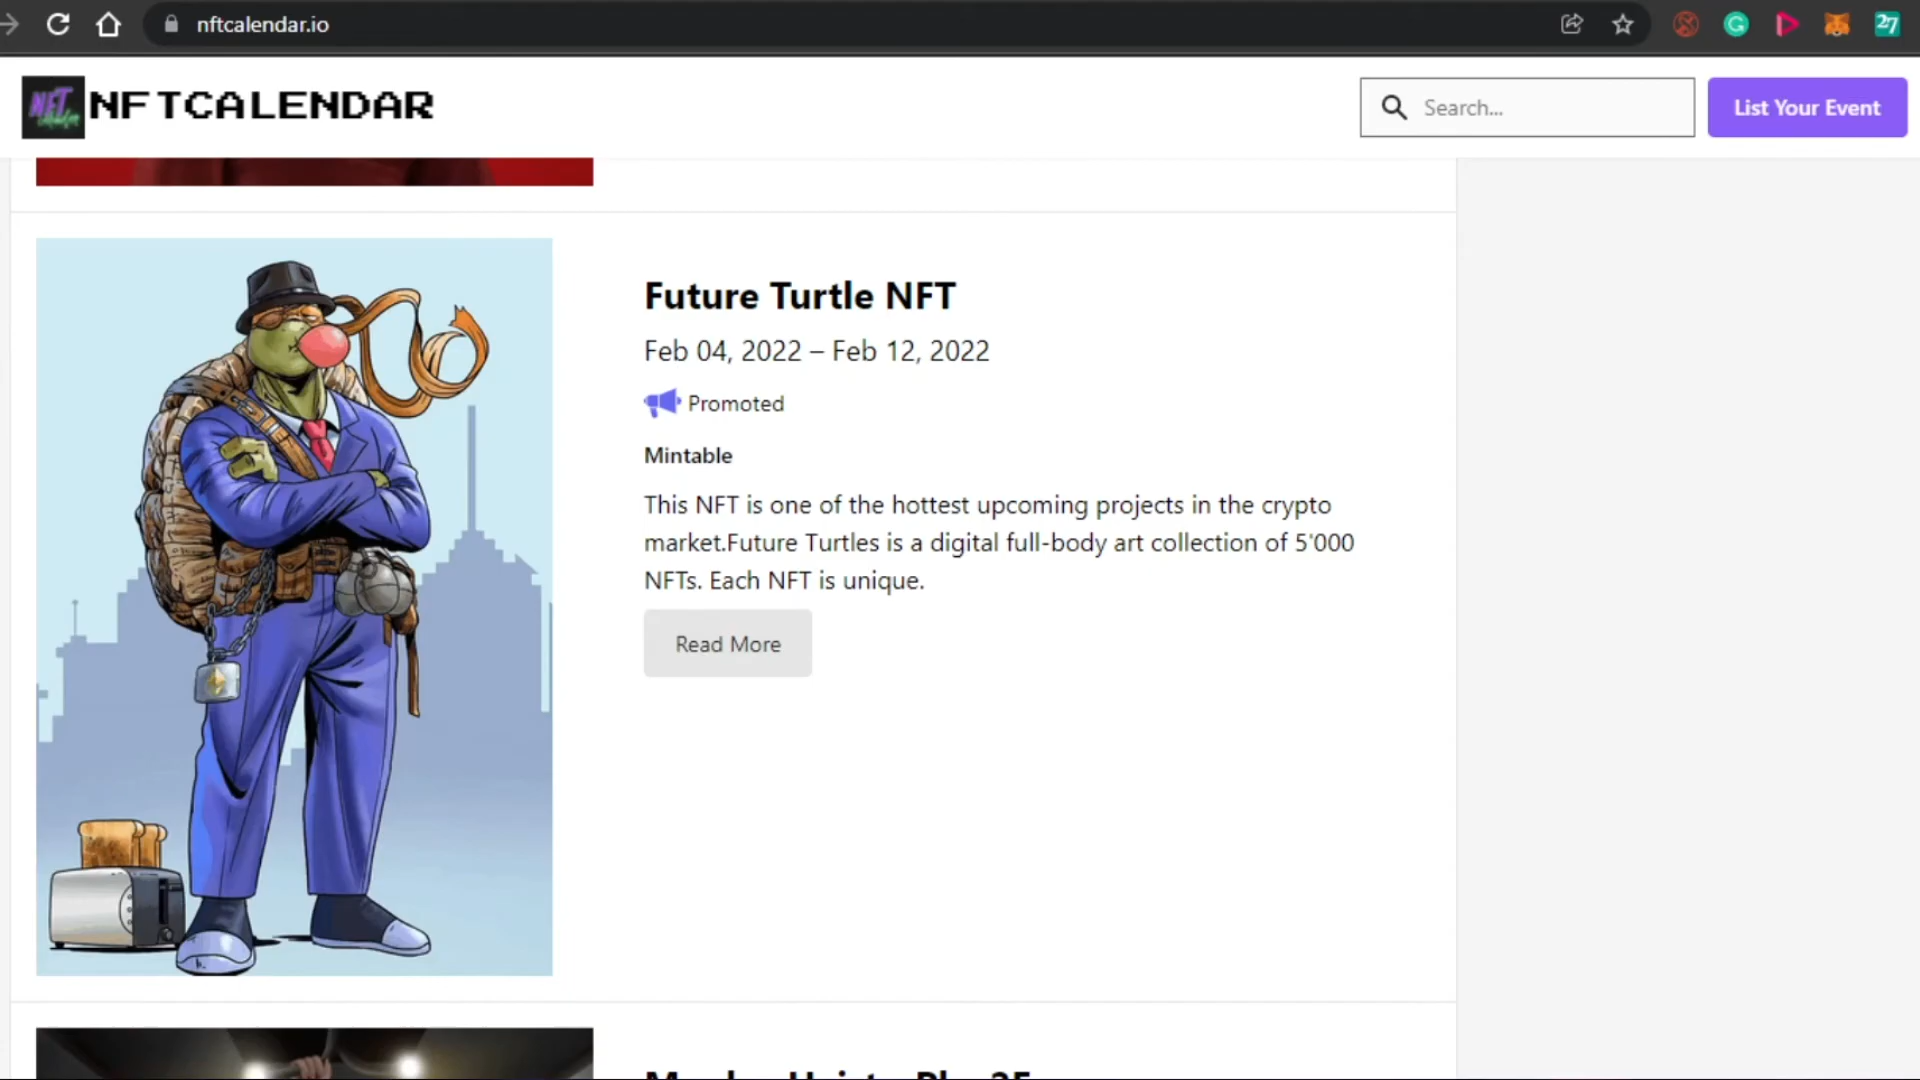 nftcalendar.io
27
NFT
NFTCALENDAR
Search...
List Your Event
Future Turtle NFT
Feb 04, 2022 – Feb 12, 2022
Promoted
Mintable
This NFT is one of the hottest upcoming projects in the crypto
market.Future Turtles is a digital full-body art collection of 5'000
NFTs. Each NFT is unique.
Read More